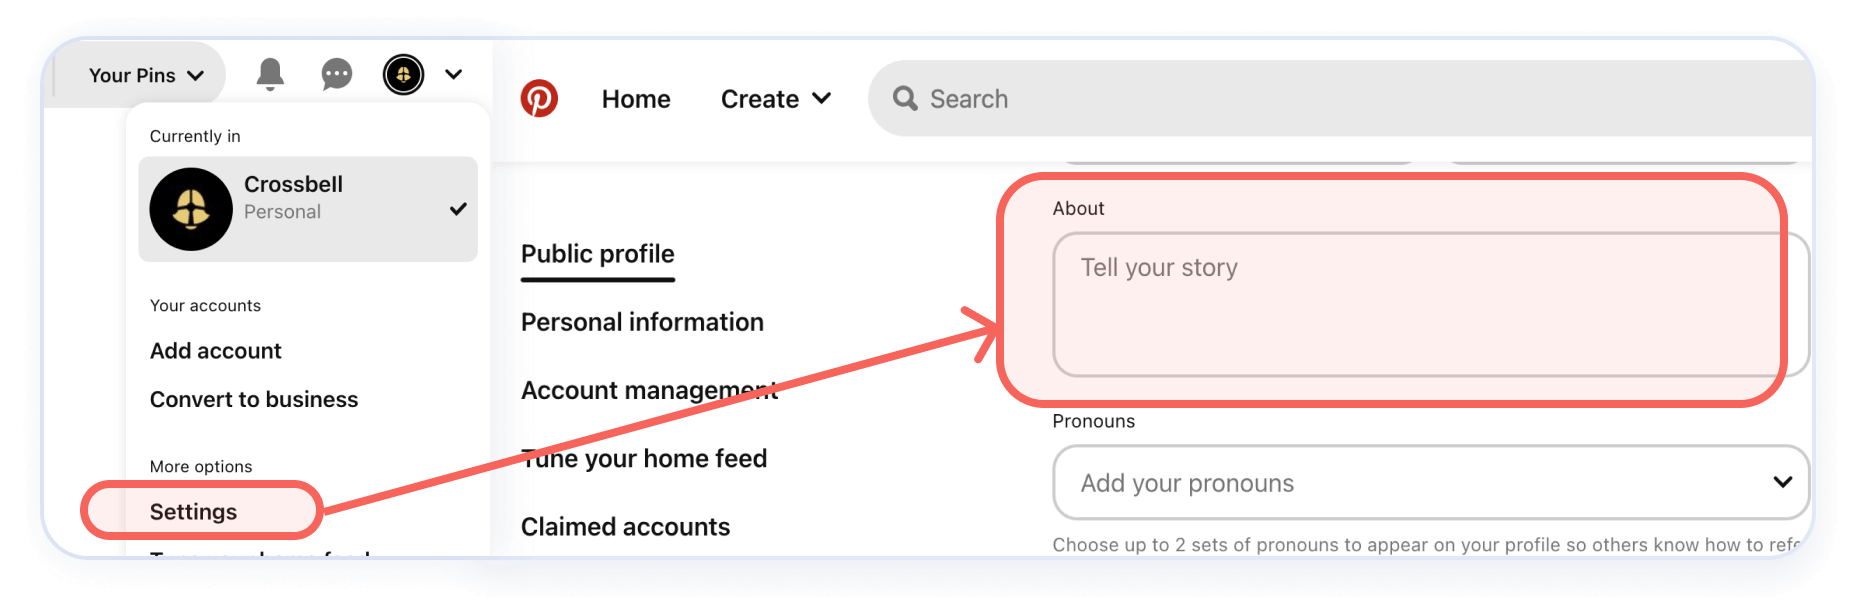 Your Pins
Currently in
Crossbell
Personal
Your accounts
Add account
Convert to business
More options
Settings
Home
Create
Search
Public profile
Personal information
Account management
Tune your home feed
Claimed accounts
About
Tell your story
Pronouns
Add your pronouns
Choose up to 2 sets of pronouns to appear on your profile so others know how to